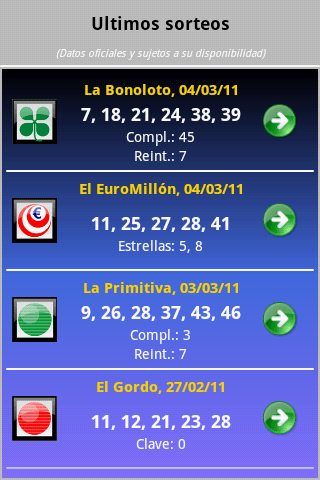 Ultimos sorteos
(Datos oficiales y sujetos a su disponibilidad)
La Bonoloto, 04/03/11
7, 18, 21, 24, 38, 39
Compl.: 45
Reint.: 7
El EuroMillón, 04/03/11
11, 25, 27, 28, 41
Estrellas: 5, 8
La Primitiva, 03/03/11
9, 26, 28, 37, 43, 46
Compl.: 3
Reint.: 7
El Gordo, 27/02/11
11, 12, 21, 23, 28
Clave: 0